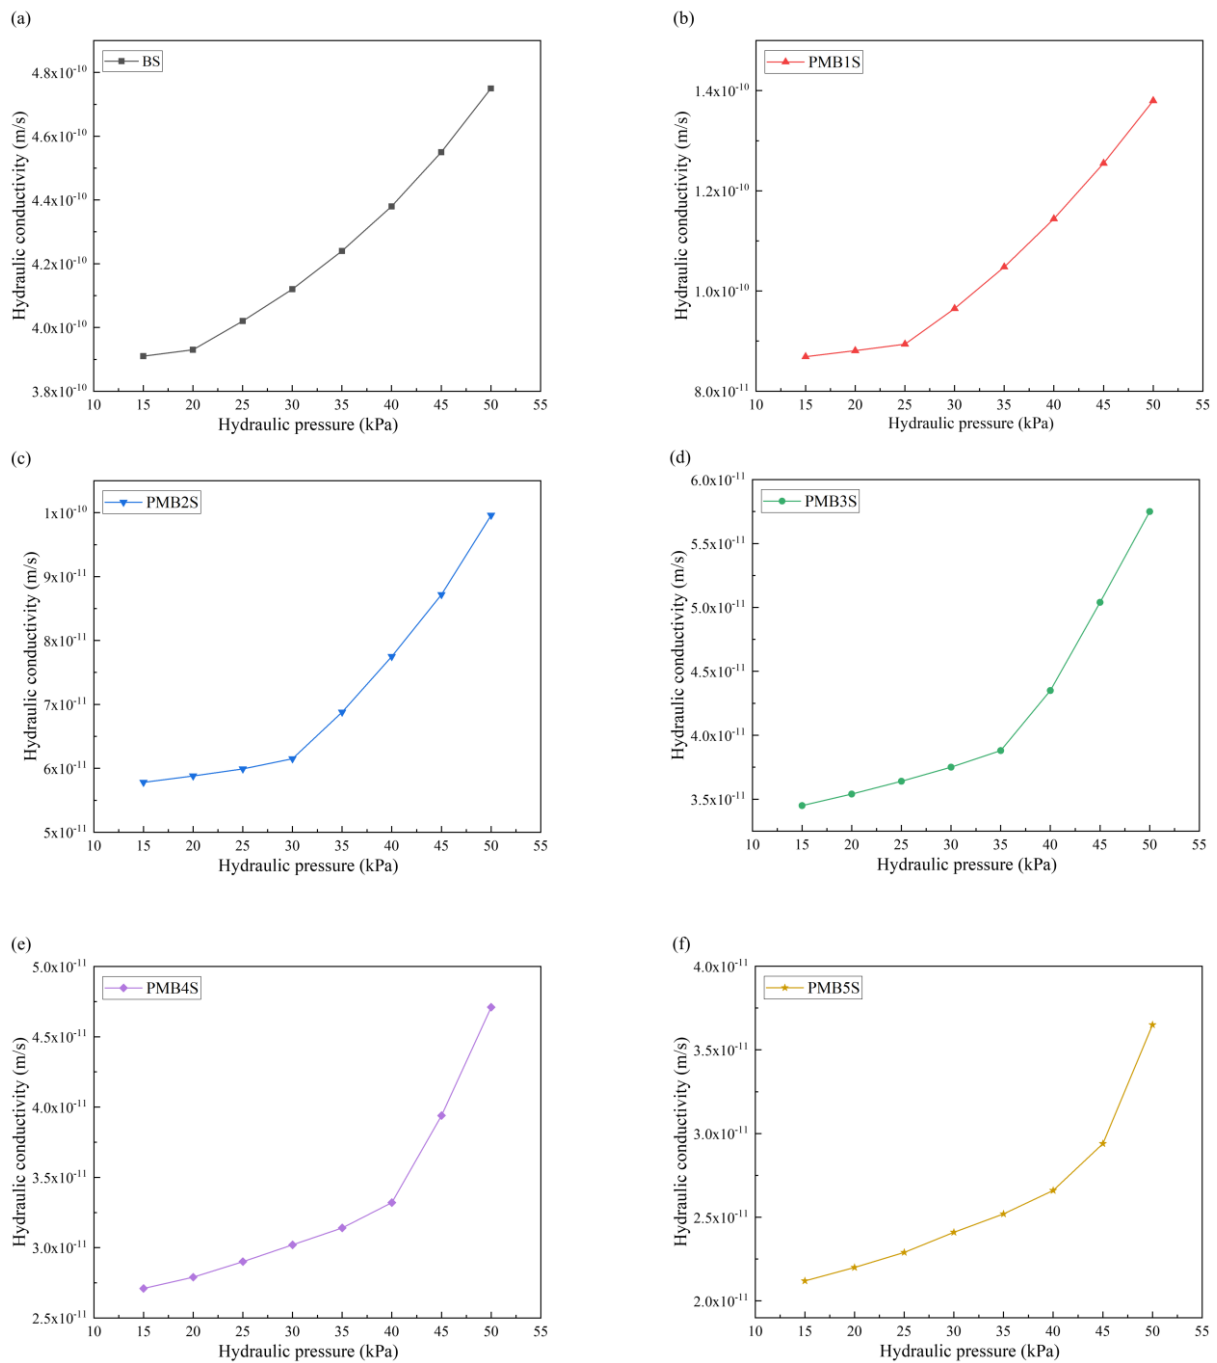 (a)
BS
Hydraulic conductivity (m/s)
4.8x10⁻¹⁰
4.6x10⁻¹⁰
4.4x10⁻¹⁰
4.2x10⁻¹⁰
4.0x10⁻¹⁰
3.8x10⁻¹⁰
10 15 20 25 30 35 40 45 50 55
Hydraulic pressure (kPa)
(b)
PMB1S
Hydraulic conductivity (m/s)
1.4x10⁻¹⁰
1.2x10⁻¹⁰
1.0x10⁻¹⁰
8.0x10⁻¹¹
10 15 20 25 30 35 40 45 50 55
Hydraulic pressure (kPa)
(c)
PMB2S
Hydraulic conductivity (m/s)
1x10⁻¹⁰
9x10⁻¹¹
8x10⁻¹¹
7x10⁻¹¹
6x10⁻¹¹
5x10⁻¹¹
10 15 20 25 30 35 40 45 50 55
Hydraulic pressure (kPa)
(d)
PMB3S
Hydraulic conductivity (m/s)
6.0x10⁻¹¹
5.5x10⁻¹¹
5.0x10⁻¹¹
4.5x10⁻¹¹
4.0x10⁻¹¹
3.5x10⁻¹¹
10 15 20 25 30 35 40 45 50 55
Hydraulic pressure (kPa)
(e)
PMB4S
Hydraulic conductivity (m/s)
5.0x10⁻¹¹
4.5x10⁻¹¹
4.0x10⁻¹¹
3.5x10⁻¹¹
3.0x10⁻¹¹
2.5x10⁻¹¹
10 15 20 25 30 35 40 45 50 55
Hydraulic pressure (kPa)
(f)
PMB5S
Hydraulic conductivity (m/s)
4.0x10⁻¹¹
3.5x10⁻¹¹
3.0x10⁻¹¹
2.5x10⁻¹¹
2.0x10⁻¹¹
10 15 20 25 30 35 40 45 50 55
Hydraulic pressure (kPa)